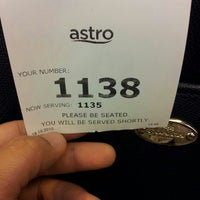 astro
YOUR NUMBER:
1138
NOW SERVING: 1135
PLEASE BE SEATED.
YOU WILL BE SERVED SHORTLY